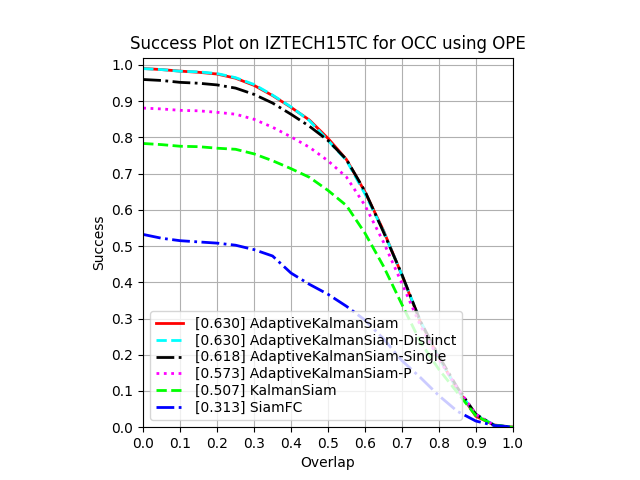 Success Plot on IZTECH15TC for OCC using OPE
1.0
0.9
0.8
0.7
0.6
0.5
0.4
0.3
0.2
0.1
0.0
Success
[0.630] AdaptiveKalmanSiam
[0.630] AdaptiveKalmanSiam-Distinct
[0.618] AdaptiveKalmanSiam-Single
[0.573] AdaptiveKalmanSiam-P
[0.507] KalmanSiam
[0.313] SiamFC
0.0 0.1 0.2 0.3 0.4 0.5 0.6 0.7 0.8 0.9 1.0
Overlap